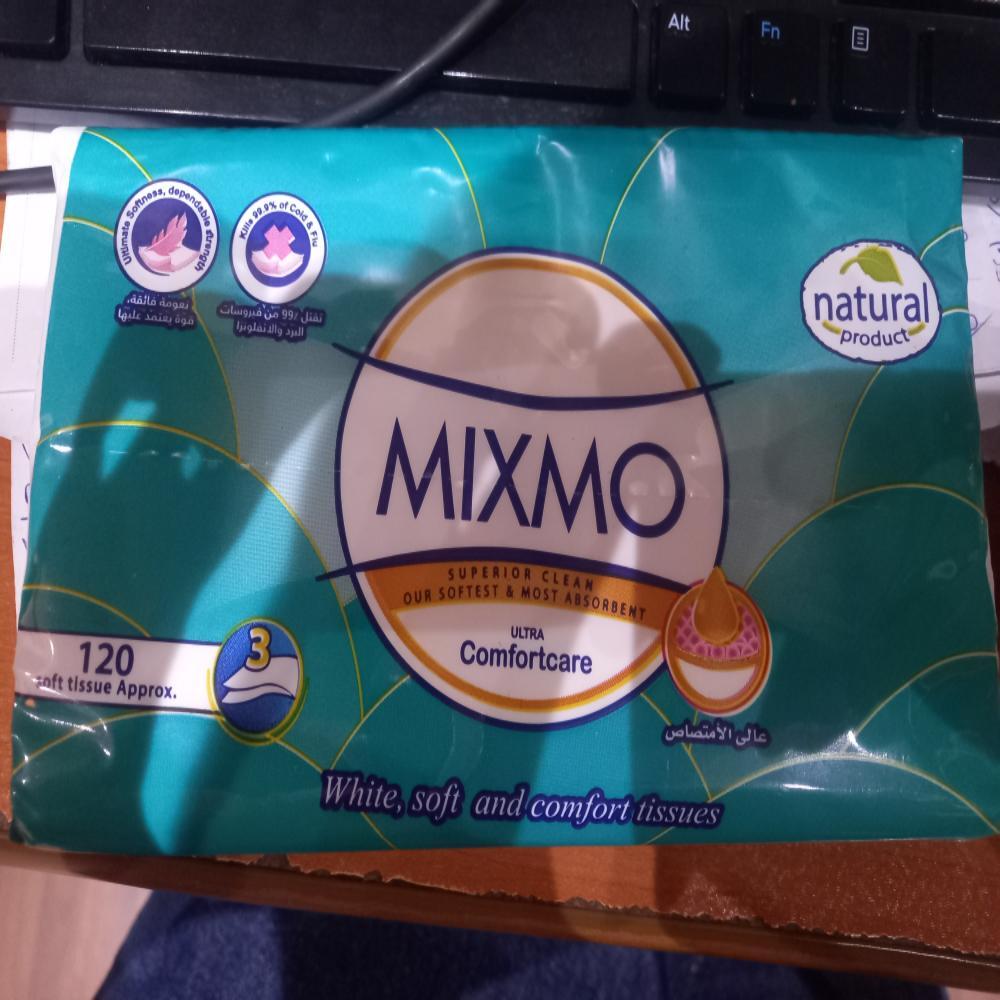 Alt
Fn
Ultimate Softness, dependable strength
نعومة فائقة،
قوة يعتمد عليها
Kills 99.9% of Cold & Flu
تقتل 99٪ من فيروسات
البرد والانفلونزا
natural
product
MIXMO
SUPERIOR CLEAN
OUR SOFTEST & MOST ABSORBENT
ULTRA
Comfortcare
120
soft tissue Approx.
3
عالى الأمتصاص
White, soft and comfort tissues